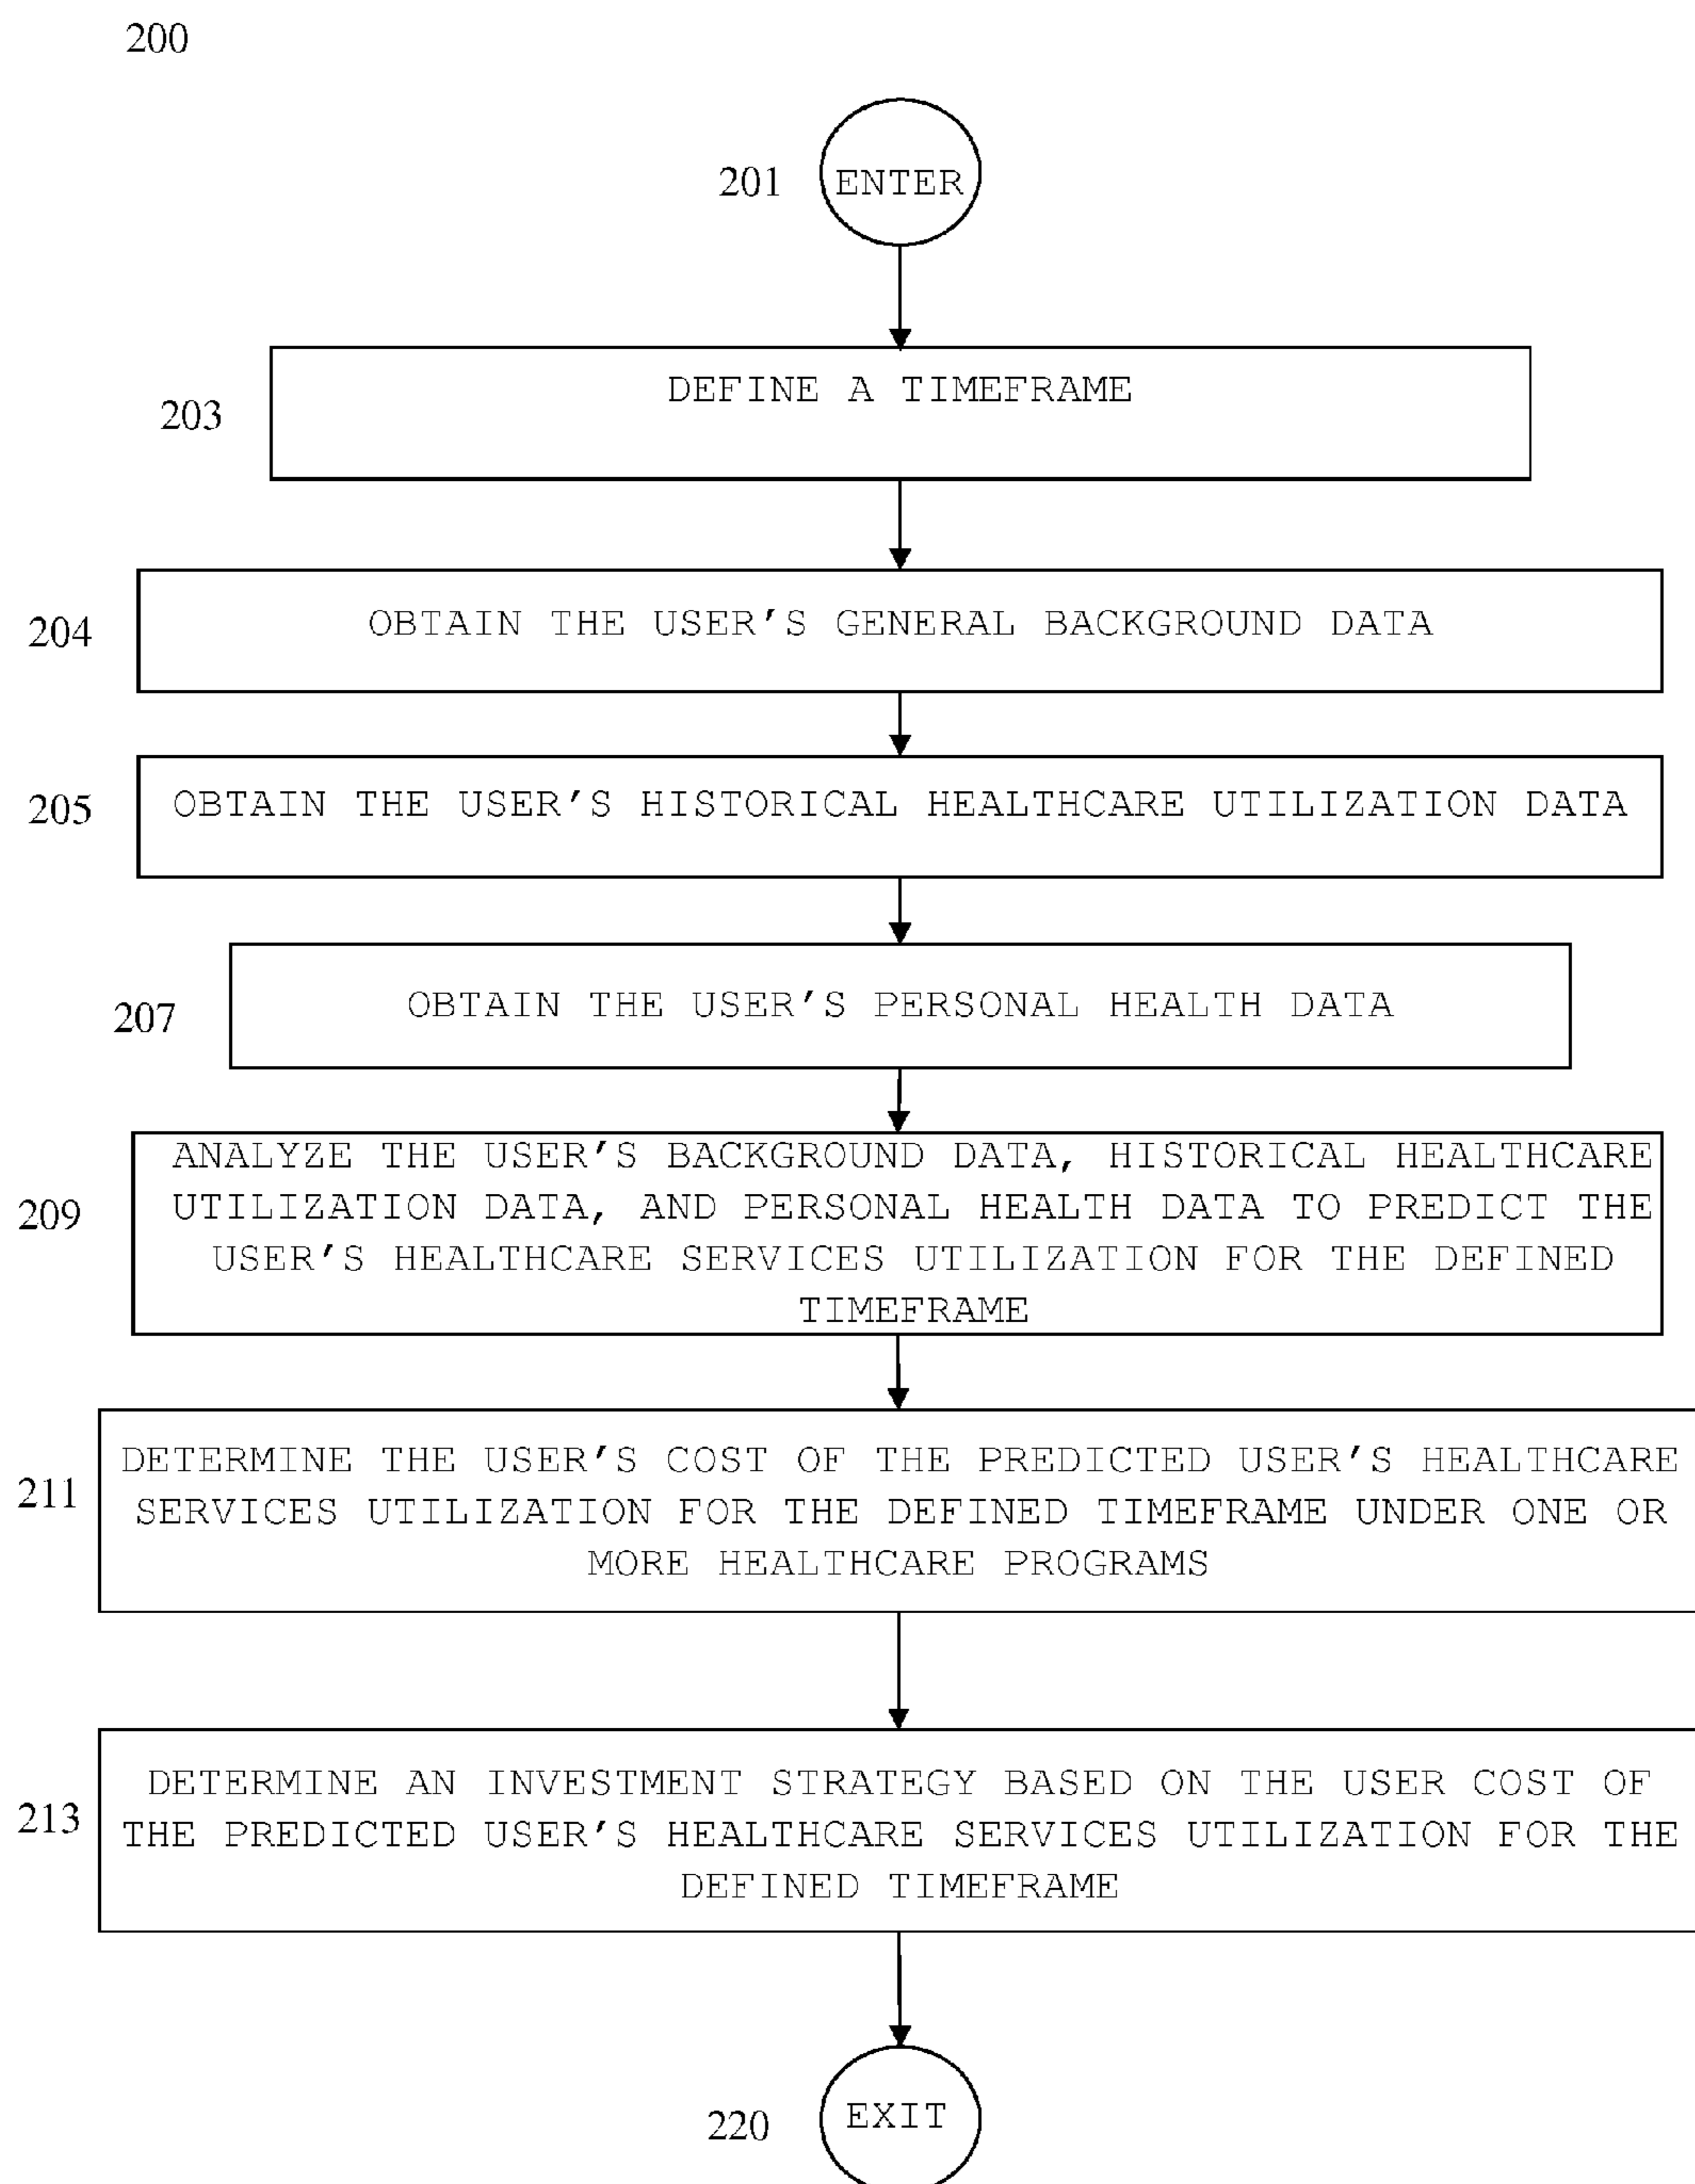 200
201
ENTER
DEFINE A TIMEFRAME
203
OBTAIN THE USER'S GENERAL BACKGROUND DATA
204
OBTAIN THE USER'S HISTORICAL HEALTHCARE UTILIZATION DATA
205
OBTAIN THE USER'S PERSONAL HEALTH DATA
207
ANALYZE THE USER'S BACKGROUND DATA, HISTORICAL HEALTHCARE
UTILIZATION DATA, AND PERSONAL HEALTH DATA TO PREDICT THE
USER'S HEALTHCARE SERVICES UTILIZATION FOR THE DEFINED
TIMEFRAME
209
DETERMINE THE USER'S COST OF THE PREDICTED USER'S HEALTHCARE
SERVICES UTILIZATION FOR THE DEFINED TIMEFRAME UNDER ONE OR
MORE HEALTHCARE PROGRAMS
211
DETERMINE AN INVESTMENT STRATEGY BASED ON THE USER COST OF
THE PREDICTED USER'S HEALTHCARE SERVICES UTILIZATION FOR THE
DEFINED TIMEFRAME
213
EXIT
220